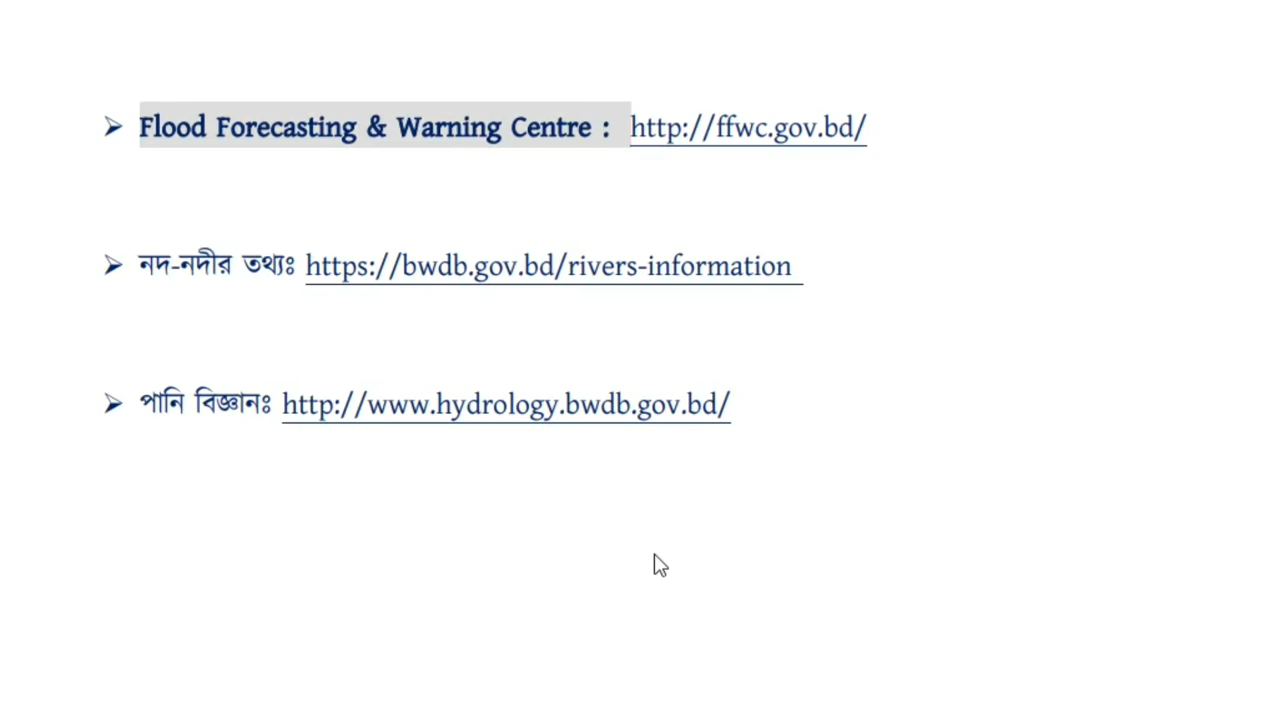 ➢ Flood Forecasting & Warning Centre : http://ffwc.gov.bd/
➢ নদ-নদীর তথ্যঃ https://bwdb.gov.bd/rivers-information
➢ পানি বিজ্ঞানঃ http://www.hydrology.bwdb.gov.bd/